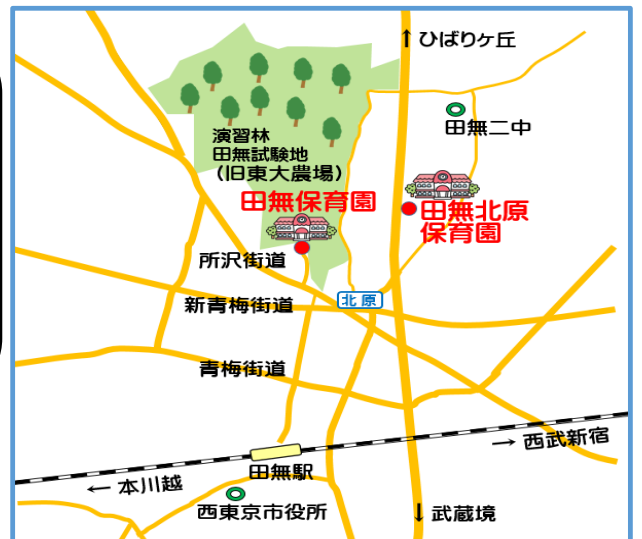 ↑ひばりヶ丘
田無二中
演習林
田無試験地
(旧東大農場)
田無保育園
田無北原
保育園
所沢街道
新青梅街道
北原
青梅街道
→ 西武新宿
田無駅
← 本川越
西東京市役所
↓武蔵境